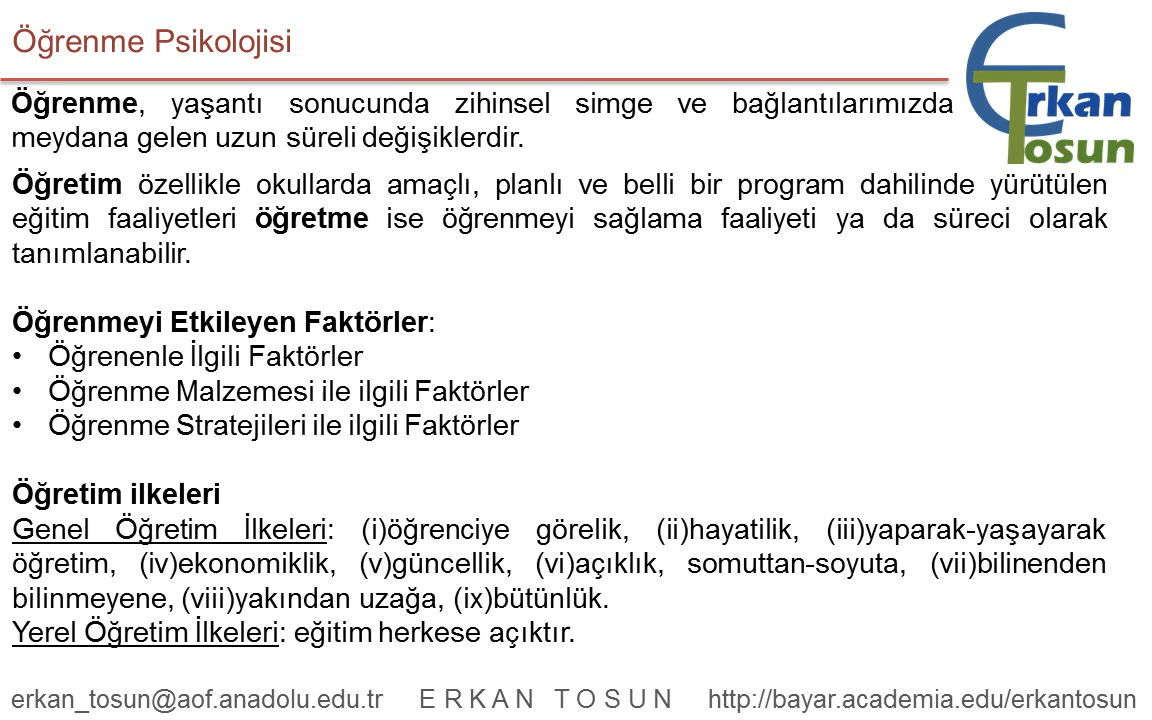 Öğrenme Psikolojisi
Erkan
Tosun
Öğrenme, yaşantı sonucunda zihinsel simge ve bağlantılarımızda
meydana gelen uzun süreli değişiklerdir.
Öğretim özellikle okullarda amaçlı, planlı ve belli bir program dahilinde yürütülen
eğitim faaliyetleri öğretme ise öğrenmeyi sağlama faaliyeti ya da süreci olarak
tanımlanabilir.
Öğrenmeyi Etkileyen Faktörler:
• Öğrenenle İlgili Faktörler
• Öğrenme Malzemesi ile ilgili Faktörler
• Öğrenme Stratejileri ile ilgili Faktörler
Öğretim ilkeleri
Genel Öğretim İlkeleri: (i)öğrenciye görelik, (ii)hayatilik, (iii)yaparak-yaşayarak
öğretim, (iv)ekonomiklik, (v)güncellik, (vi)açıklık, somuttan-soyuta, (vii)bilinenden
bilinmeyene, (viii)yakından uzağa, (ix)bütünlük.
Yerel Öğretim İlkeleri: eğitim herkese açıktır.
erkan_tosun@aof.anadolu.edu.tr E R K A N T O S U N http://bayar.academia.edu/erkantosun